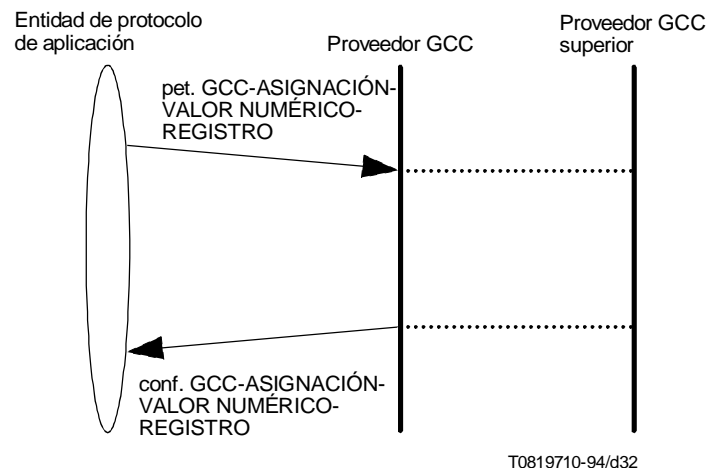 Entidad de protocolo
de aplicación
Proveedor GCC
Proveedor GCC
superior
pet. GCC-ASIGNACIÓN-
VALOR NUMÉRICO-
REGISTRO
conf. GCC-ASIGNACIÓN-
VALOR NUMÉRICO-
REGISTRO
T0819710-94/d32